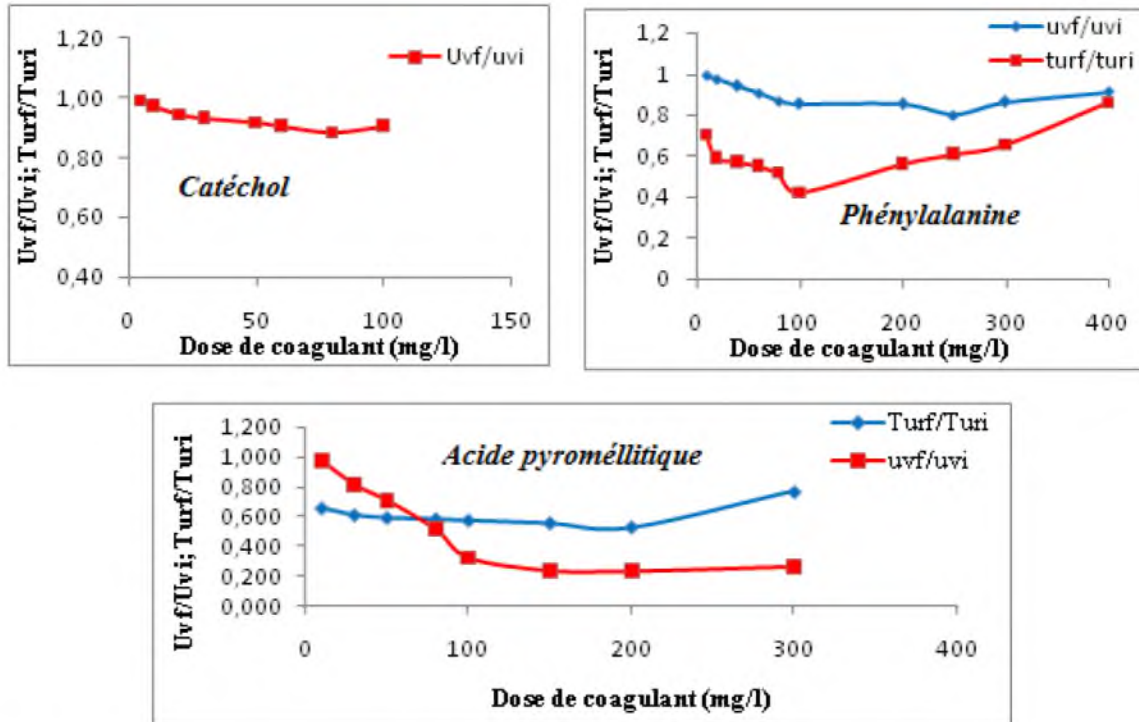 Uvf/Uvi; Turf/Turi
1,20
1,00
0,80
0,60
0,40
Uvf/uvi
Catéchol
0
50
100
150
Dose de coagulant (mg/l)
Uvf/Uvi; Turf/Turi
1,2
1
0,8
0,6
0,4
0,2
0
uvf/uvi
turf/turi
Phénylalanine
0
100
200
300
400
Dose de coagulant (mg/l)
Uvf/Uvi; Turf/Turi
1,200
1,000
0,800
0,600
0,400
0,200
0,000
Acide pyroméllitique
Turf/Turi
uvf/uvi
0
100
200
300
400
Dose de coagulant (mg/l)